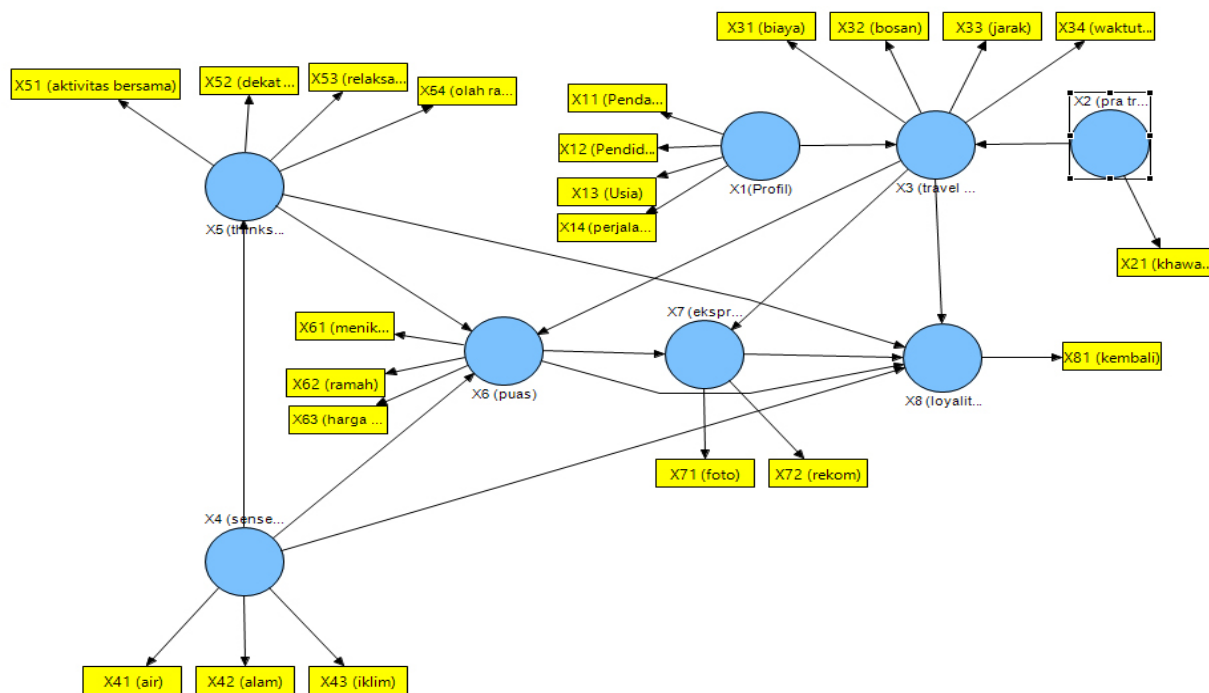 X31 (biaya)
X32 (bosan)
X33 (jarak)
X34 (waktut...
X51 (aktivitas bersama)
X52 (dekat ...
X53 (relaksa...
X54 (olah ra...
X11 (Penda...
X2 (pra tr...
X12 (Pendid...
X13 (Usia)
X1(Profil)
X3 (travel ...
X14 (perjala...
X5 (thinks...
X21 (khawa...
X7 (ekspr...
X61 (menik...
X81 (kembali)
X62 (ramah)
X6 (puas)
X8 (loyalit...
X63 (harga ...
X71 (foto)
X72 (rekom)
X4 (sense...
X41 (air)
X42 (alam)
X43 (iklim)